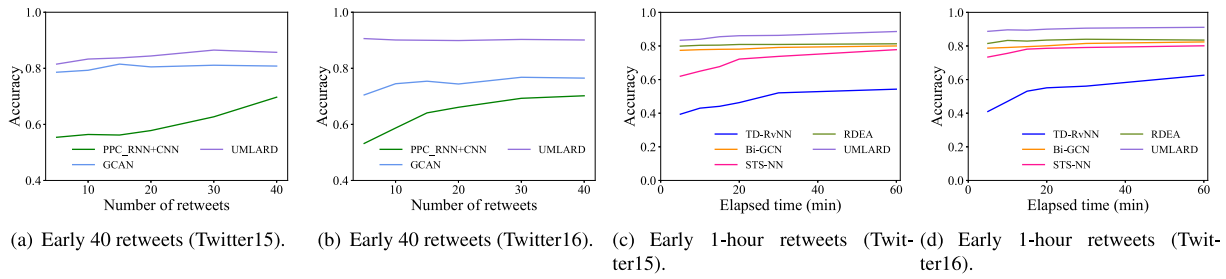 Accuracy
1.0
0.8
0.6
0.4
PPC_RNN+CNN
GCAN
UMLARD
10
20
30
40
Number of retweets
(a) Early 40 retweets (Twitter15).
Accuracy
1.0
0.8
0.6
0.4
PPC_RNN+CNN
GCAN
UMLARD
10
20
30
40
Number of retweets
(b) Early 40 retweets (Twitter16).
Accuracy
1.0
0.8
0.6
0.4
0.2
0.0
TD-RvNN
Bi-GCN
STS-NN
RDEA
UMLARD
0
20
40
60
Elapsed time (min)
(c) Early 1-hour retweets (Twit-
ter15).
Accuracy
1.0
0.8
0.6
0.4
0.2
0.0
TD-RvNN
Bi-GCN
STS-NN
RDEA
UMLARD
0
20
40
60
Elapsed time (min)
(d) Early 1-hour retweets (Twit-
ter16).